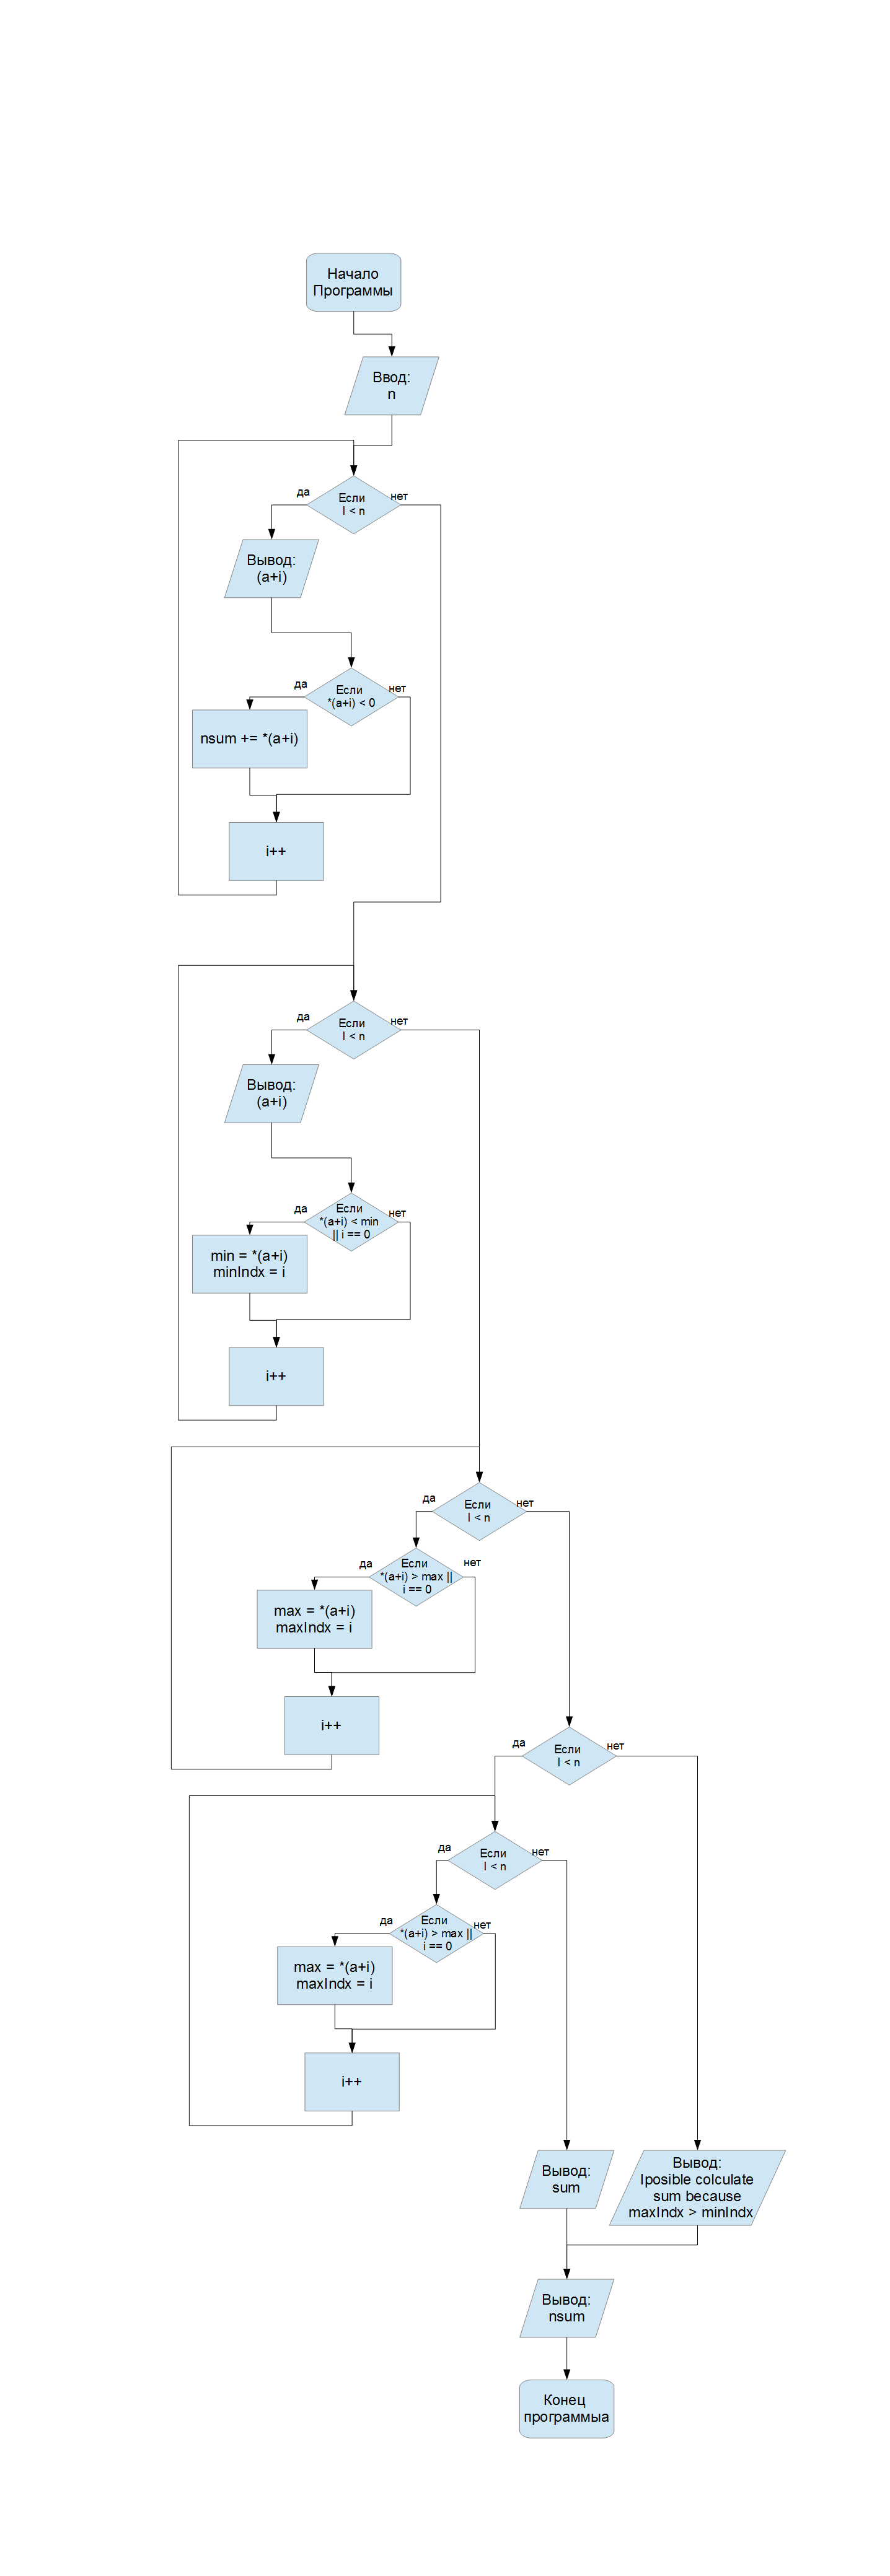 Начало
Программы
Ввод:
n
Если
I < n
да
нет
Вывод:
(a+i)
Если
*(a+i) < 0
да
нет
nsum += *(a+i)
i++
Если
I < n
да
нет
Вывод:
(a+i)
Если
*(a+i) < min
|| i == 0
да
нет
min = *(a+i)
minIndx = i
i++
Если
I < n
да
нет
Если
*(a+i) > max ||
i == 0
да
нет
max = *(a+i)
maxIndx = i
i++
Если
I < n
да
нет
Если
I < n
да
нет
Если
*(a+i) > max ||
i == 0
да
нет
max = *(a+i)
maxIndx = i
i++
Вывод:
sum
Вывод:
Iposible colculate
sum because
maxIndx > minIndx
Вывод:
nsum
Конец
программыа